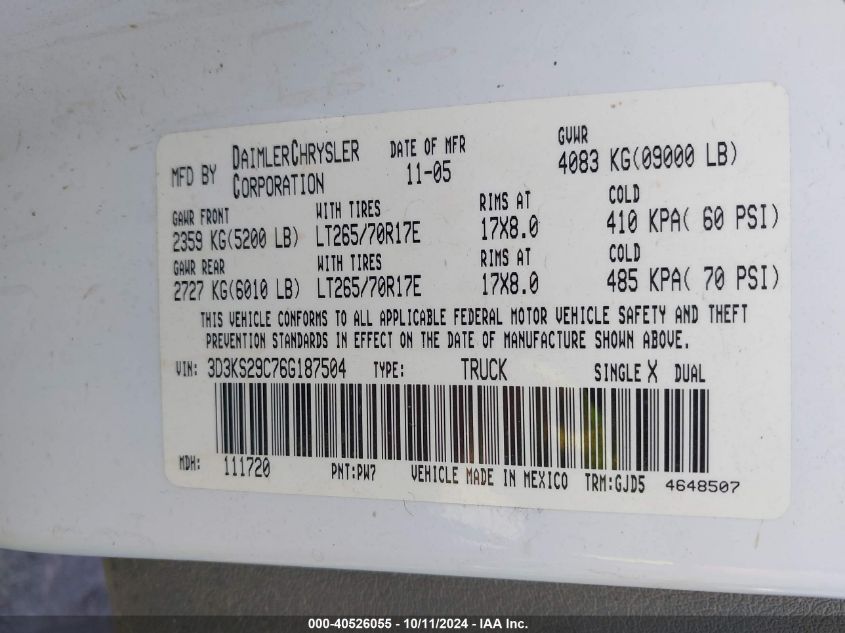 MFD BY DAIMLERCHRYSLER CORPORATION DATE OF MFR 11-05 GVWR 4083 KG(09000 LB)
GAWR FRONT WITH TIRES RIMS AT COLD
2359 KG(5200 LB) LT265/70R17E 17X8.0 410 KPA( 60 PSI)
GAWR REAR WITH TIRES RIMS AT COLD
2727 KG(6010 LB) LT265/70R17E 17X8.0 485 KPA( 70 PSI)
THIS VEHICLE CONFORMS TO ALL APPLICABLE FEDERAL MOTOR VEHICLE SAFETY AND THEFT
PREVENTION STANDARDS IN EFFECT ON THE DATE OF MANUFACTURE SHOWN ABOVE.
VIN: 3D3KS29C76G187504 TYPE: TRUCK SINGLE X DUAL
MDH: 111720 PNT:PW7 VEHICLE MADE IN MEXICO TRM:GJD5 4648507
000-40526055 - 10/11/2024 - IAA Inc.